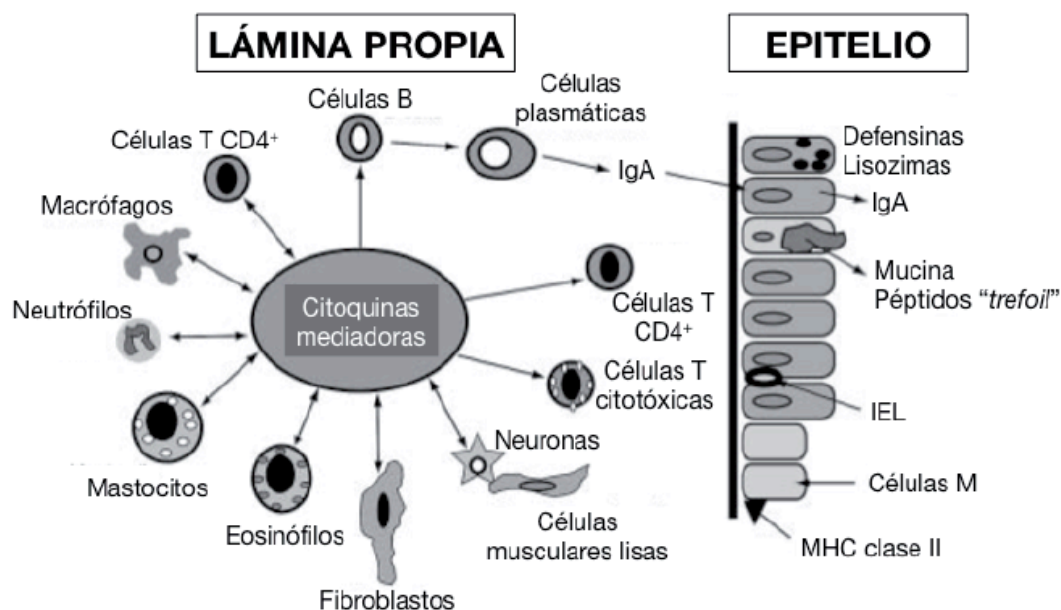 LÁMINA PROPIA
EPITELIO
Células B
Células
plasmáticas
Células T CD4⁺
IgA
Defensinas
Lisozimas
IgA
Macrófagos
Mucina
Péptidos “trefoil”
Neutrófilos
Citoquinas
mediadoras
Células T
CD4⁺
Células T
citotóxicas
IEL
Neuronas
Mastocitos
Células M
Eosinófilos
Células
musculares lisas
MHC clase II
Fibroblastos